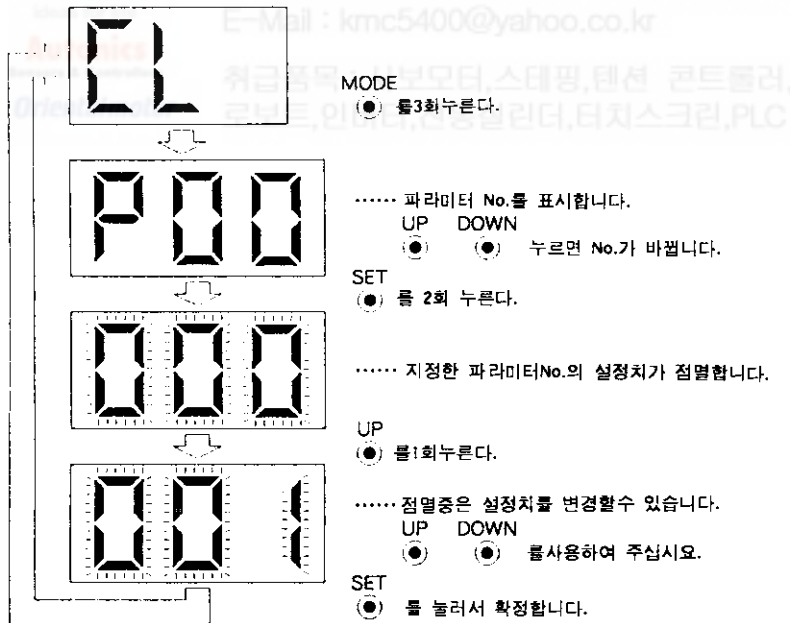 E-Mail : kmc5400@yahoo.co.kr
Autonics
취급품목 : 서보모터,스테핑,텐션 콘트롤러,
로보트,인버터,전동실린더,터치스크린,PLC
CL
MODE
를3회누른다.
P00
...... 파라미터 No.를 표시합니다.
UP DOWN
누르면 No.가 바뀝니다.
SET
를 2회 누른다.
000
...... 지정한 파라미터No.의 설정치가 점멸합니다.
UP
를1회누른다.
001
...... 점멸중은 설정치를 변경할수 있습니다.
UP DOWN
를사용하여 주십시요.
SET
를 눌러서 확정합니다.